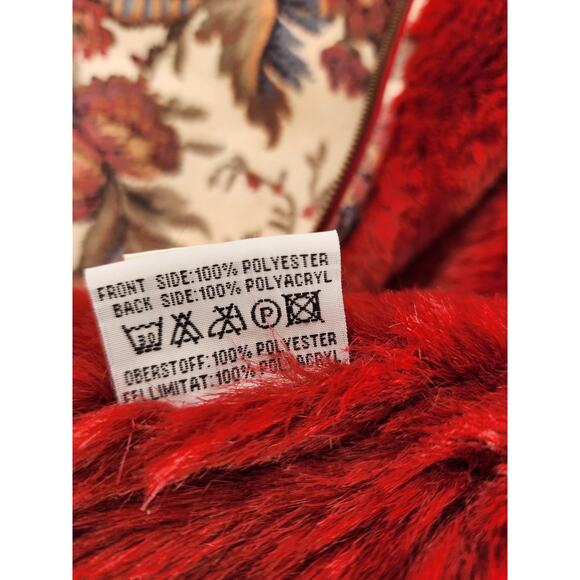 FRONT SIDE:100% POLYESTER
BACK SIDE:100% POLYACRYL
30 P
OBERSTOFF:100% POLYESTER
FELLIMITAT:100% POLYACRYL